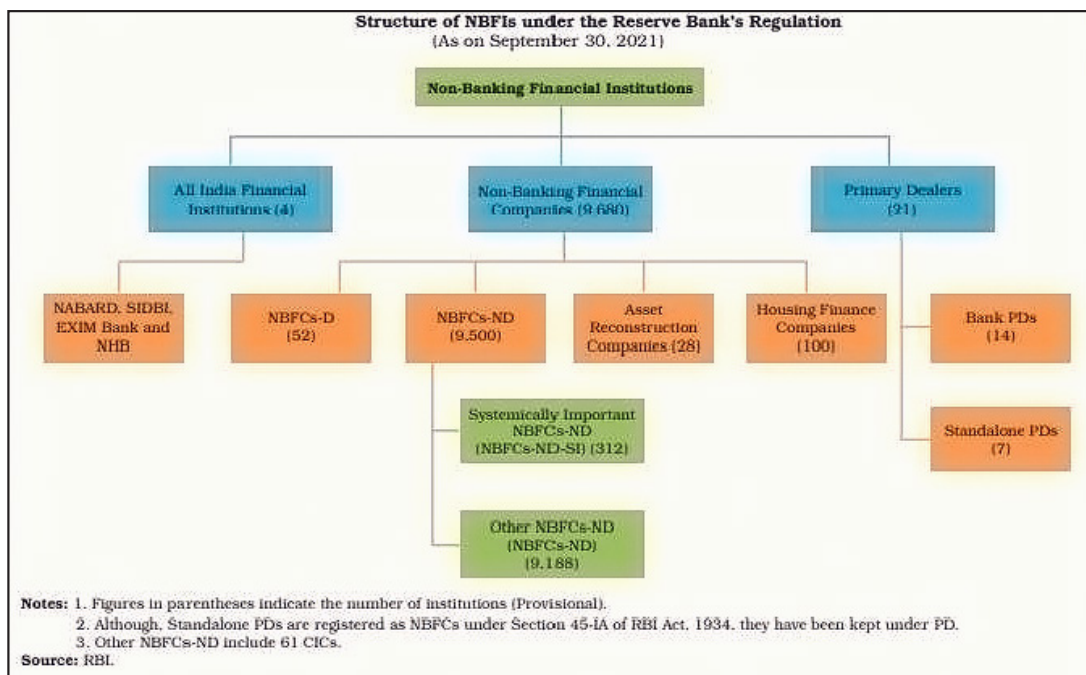 Structure of NBFIs under the Reserve Bank's Regulation
(As on September 30, 2021)
Non-Banking Financial Institutions
All India Financial
Institutions (4)
Non-Banking Financial
Companies (9,680)
Primary Dealers
(21)
NABARD, SIDBI,
EXIM Bank and
NHB
NBFCs-D
(52)
NBFCs-ND
(9,500)
Asset
Reconstruction
Companies (28)
Housing Finance
Companies
(100)
Bank PDs
(14)
Systemically Important
NBFCs-ND
(NBFCs-ND-SI) (312)
Standalone PDs
(7)
Other NBFCs-ND
(NBFCs-ND)
(9,188)
Notes: 1. Figures in parentheses indicate the number of institutions (Provisional).
2. Although, Standalone PDs are registered as NBFCs under Section 45-IA of RBI Act, 1934, they have been kept under PD.
3. Other NBFCs-ND include 61 CICs.
Source: RBI.